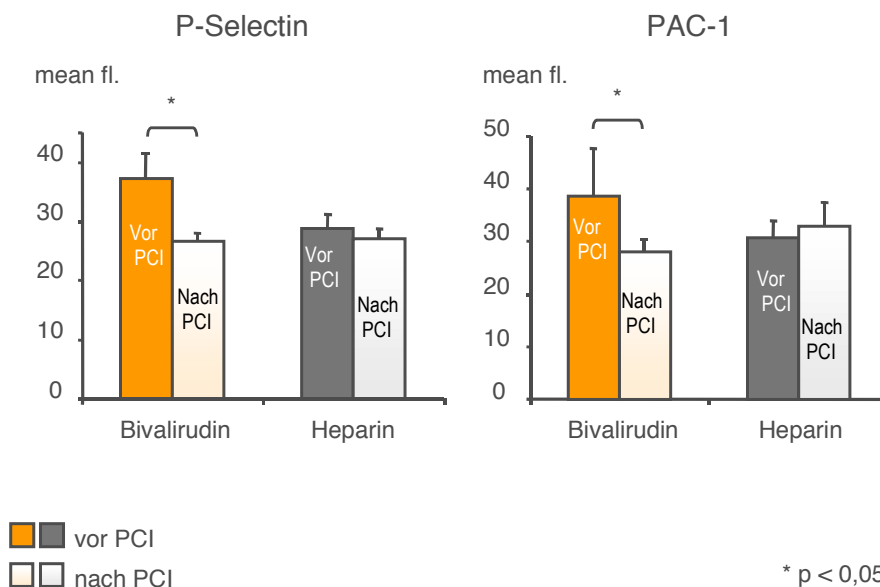 P-Selectin
mean fl.
*
40
30
20
10
0
Vor
PCI
Nach
PCI
Vor
PCI
Nach
PCI
Bivalirudin
Heparin
PAC-1
mean fl.
*
50
40
30
20
10
0
Vor
PCI
Nach
PCI
Vor
PCI
Nach
PCI
Bivalirudin
Heparin
vor PCI
nach PCI
* p < 0,05